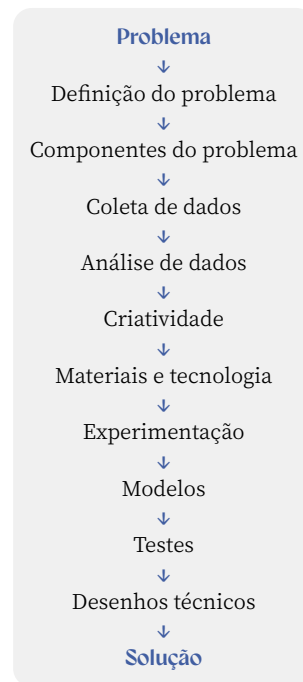 Problema
↓
Definição do problema
↓
Componentes do problema
↓
Coleta de dados
↓
Análise de dados
↓
Criatividade
↓
Materiais e tecnologia
↓
Experimentação
↓
Modelos
↓
Testes
↓
Desenhos técnicos
↓
Solução